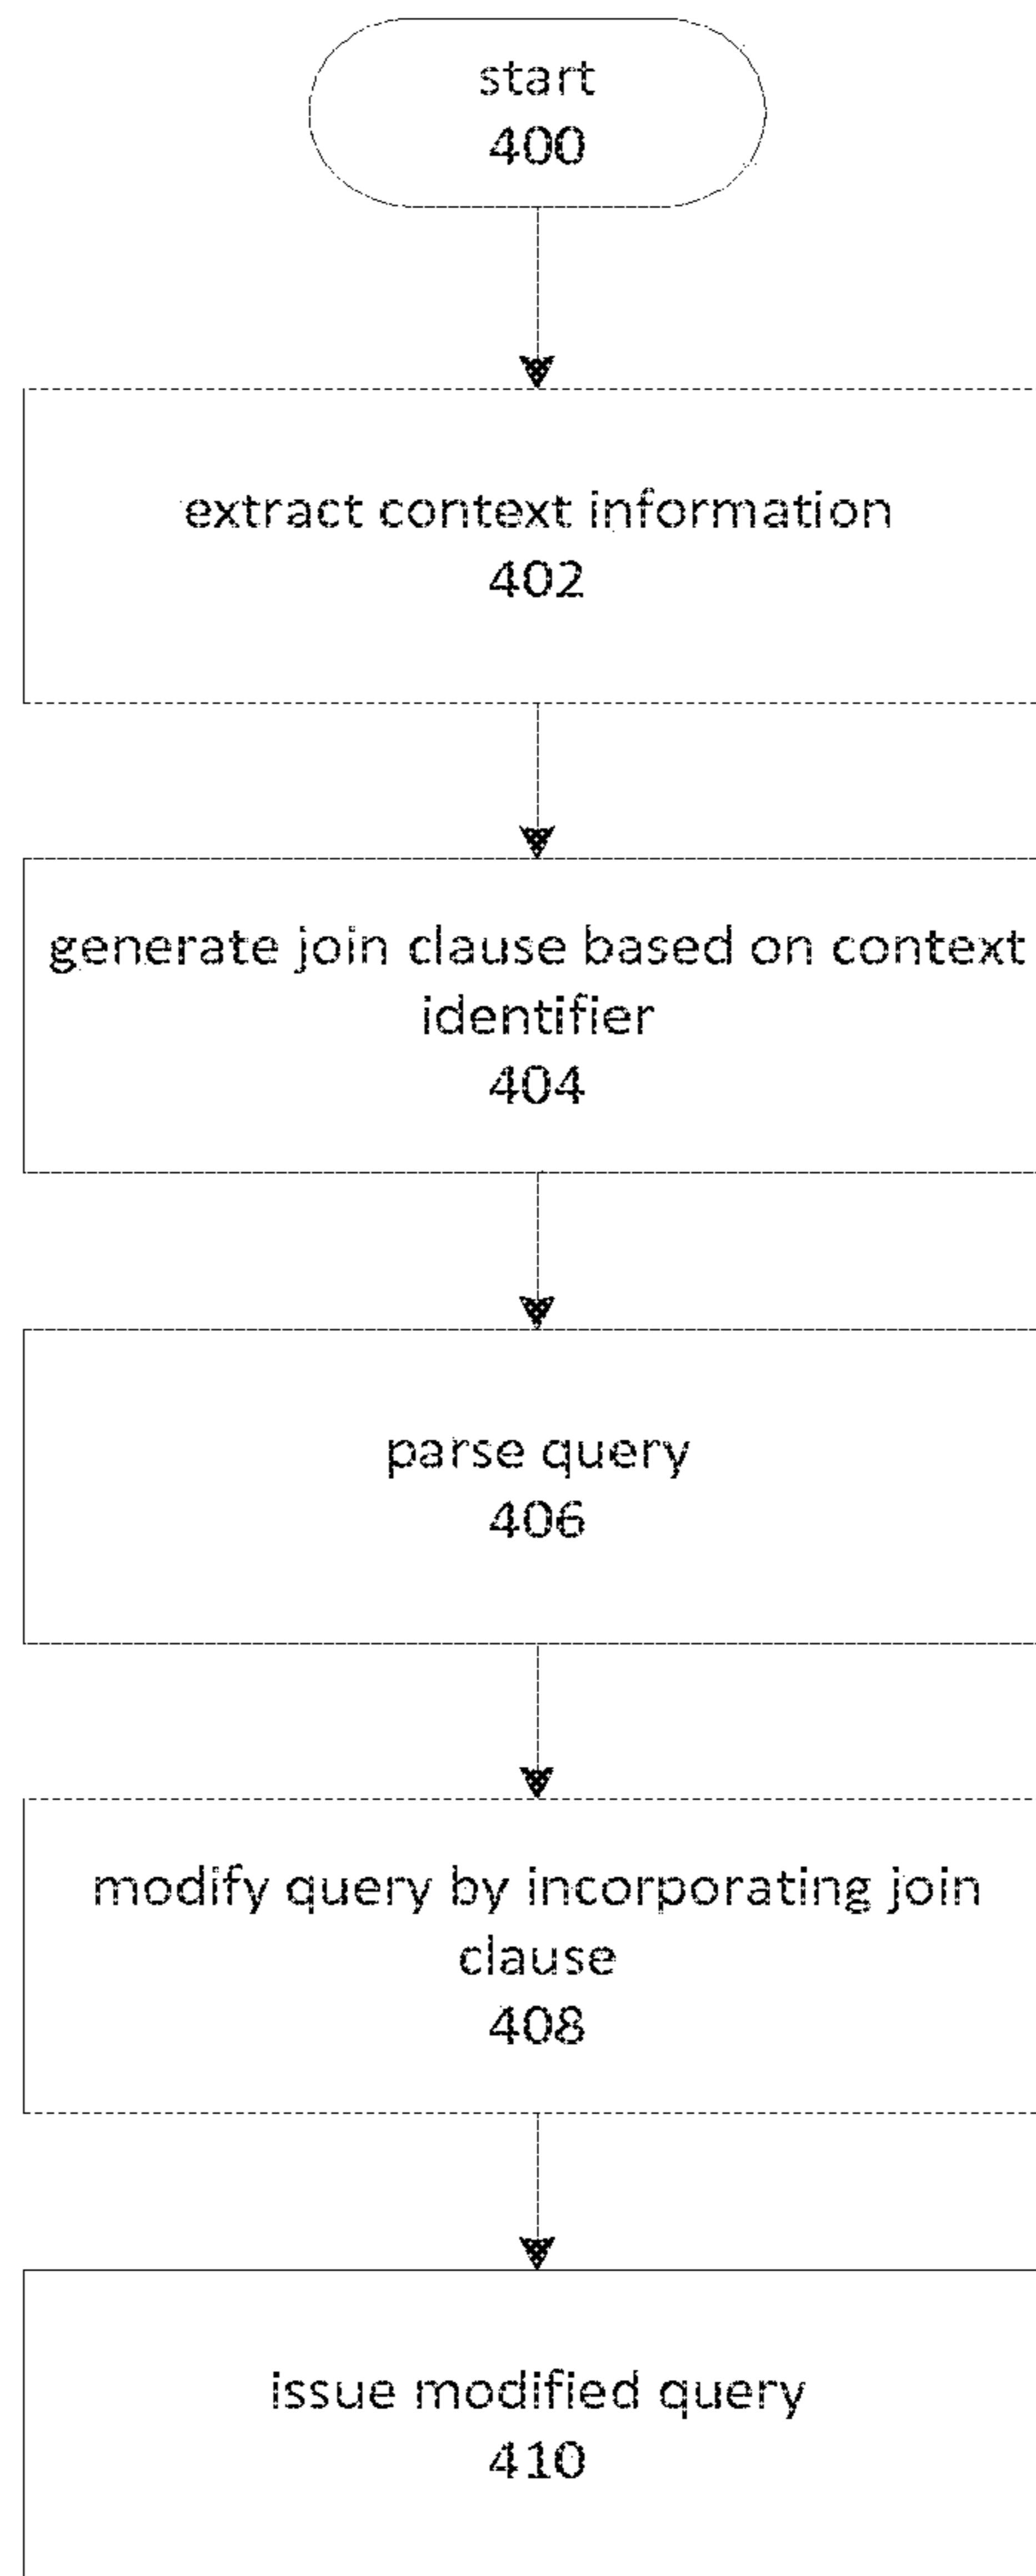 start
400
extract context information
402
generate join clause based on context
identifier
404
parse query
406
modify query by incorporating join
clause
408
issue modified query
410